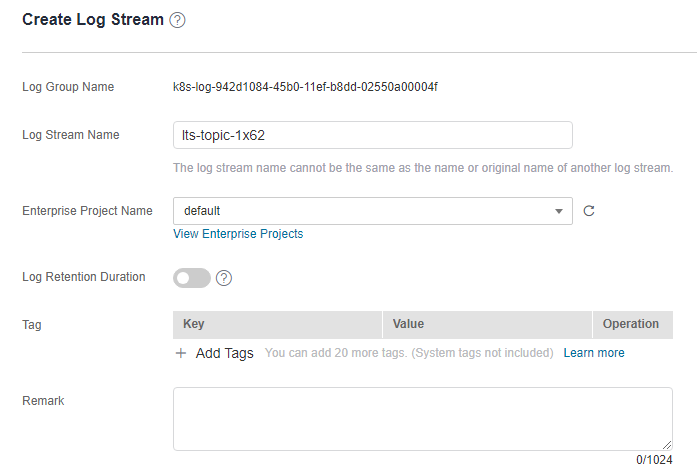 Create Log Stream ?
Log Group Name k8s-log-942d1084-45b0-11ef-b8dd-02550a00004f
Log Stream Name lts-topic-1x62
The log stream name cannot be the same as the name or original name of another log stream.
Enterprise Project Name default
View Enterprise Projects
Log Retention Duration ?
Tag Key Value Operation
+ Add Tags You can add 20 more tags. (System tags not included) Learn more
Remark
0/1024